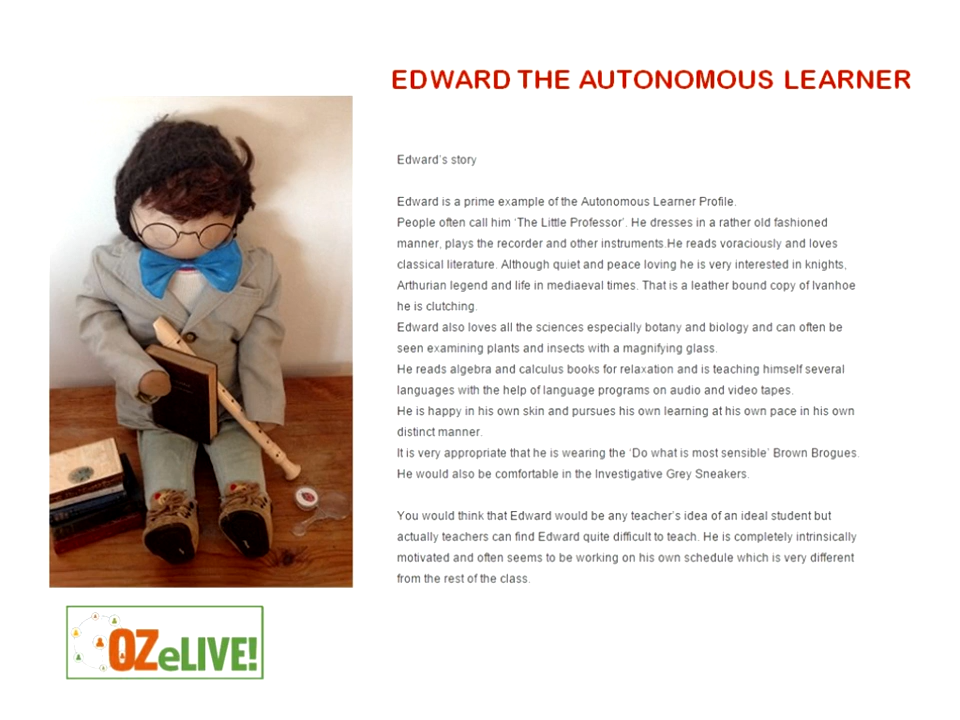 EDWARD THE AUTONOMOUS LEARNER
Edward's story
Edward is a prime example of the Autonomous Learner Profile.
People often call him 'The Little Professor'. He dresses in a rather old fashioned
manner, plays the recorder and other instruments.He reads voraciously and loves
classical literature. Although quiet and peace loving he is very interested in knights,
Arthurian legend and life in mediaeval times. That is a leather bound copy of Ivanhoe
he is clutching.
Edward also loves all the sciences especially botany and biology and can often be
seen examining plants and insects with a magnifying glass.
He reads algebra and calculus books for relaxation and is teaching himself several
languages with the help of language programs on audio and video tapes.
He is happy in his own skin and pursues his own learning at his own pace in his own
distinct manner.
It is very appropriate that he is wearing the 'Do what is most sensible' Brown Brogues.
He would also be comfortable in the Investigative Grey Sneakers.
You would think that Edward would be any teacher's idea of an ideal student but
actually teachers can find Edward quite difficult to teach. He is completely intrinsically
motivated and often seems to be working on his own schedule which is very different
from the rest of the class.
OZeLIVE!